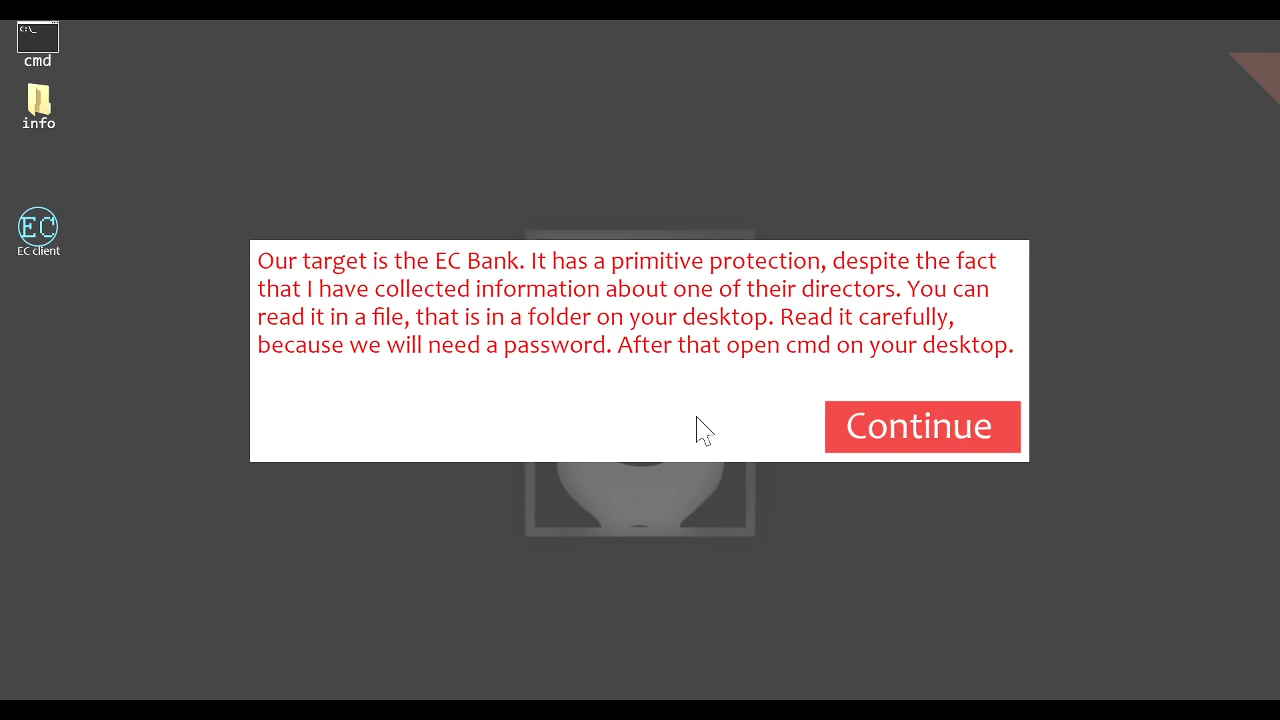 C:\_
cmd
info
EC
EC client
Our target is the EC Bank. It has a primitive protection, despite the fact
that I have collected information about one of their directors. You can
read it in a file, that is in a folder on your desktop. Read it carefully,
because we will need a password. After that open cmd on your desktop.
Continue